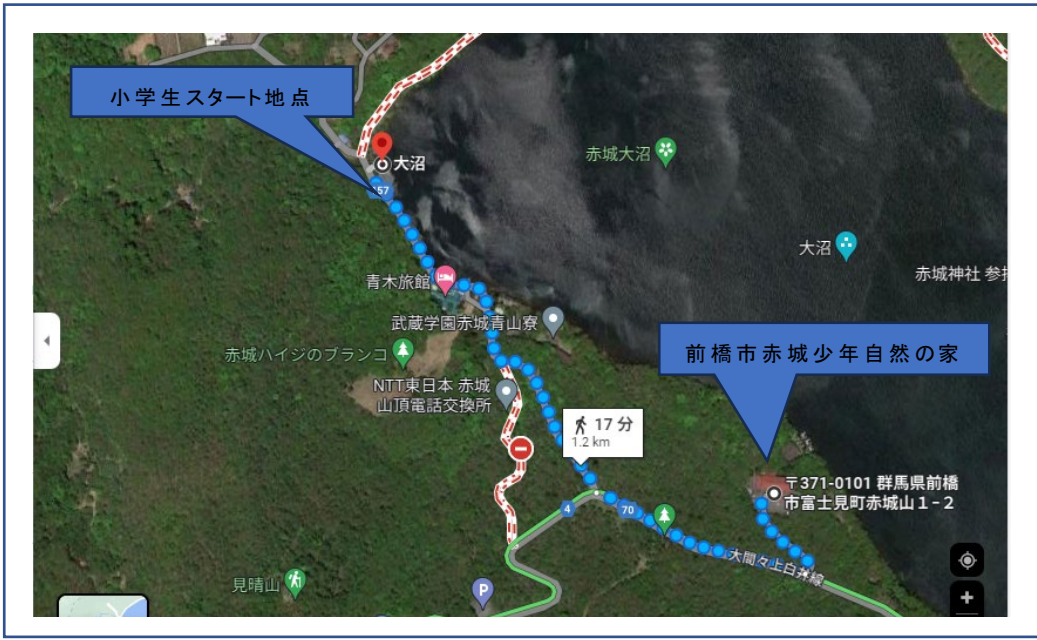 小学生スタート地点
大沼
157
赤城大沼
大沼
赤城神社 参
青木旅館
武蔵学園赤城青山寮
前橋市赤城少年自然の家
赤城ハイジのブランコ
NTT東日本 赤城
山頂電話交換所
17 分
1.2 km
〒371-0101 群馬県前橋
市富士見町赤城山1-2
4
70
大間々上白井線
見晴山
P